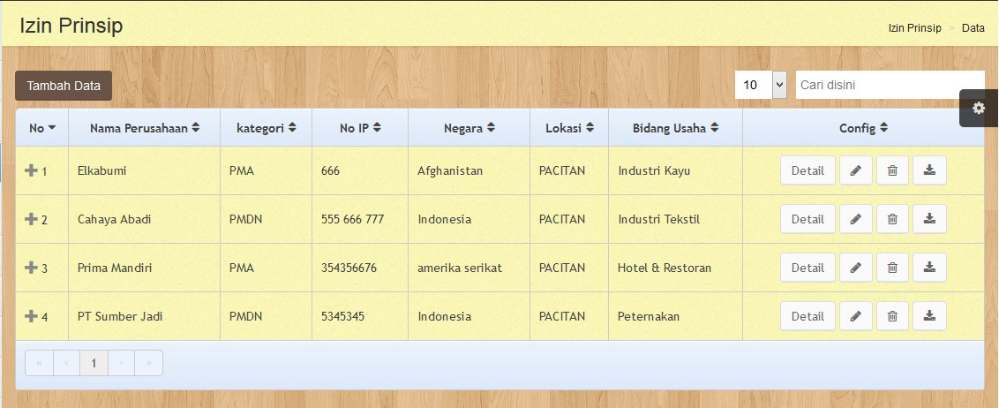 Izin Prinsip
Izin Prinsip > Data
Tambah Data
10
Cari disini
No Nama Perusahaan kategori No IP Negara Lokasi Bidang Usaha Config
1 Elkabumi PMA 666 Afghanistan PACITAN Industri Kayu Detail
2 Cahaya Abadi PMDN 555 666 777 Indonesia PACITAN Industri Tekstil Detail
3 Prima Mandiri PMA 354356676 amerika serikat PACITAN Hotel & Restoran Detail
4 PT Sumber Jadi PMDN 5345345 Indonesia PACITAN Peternakan Detail
« ‹ 1 › »